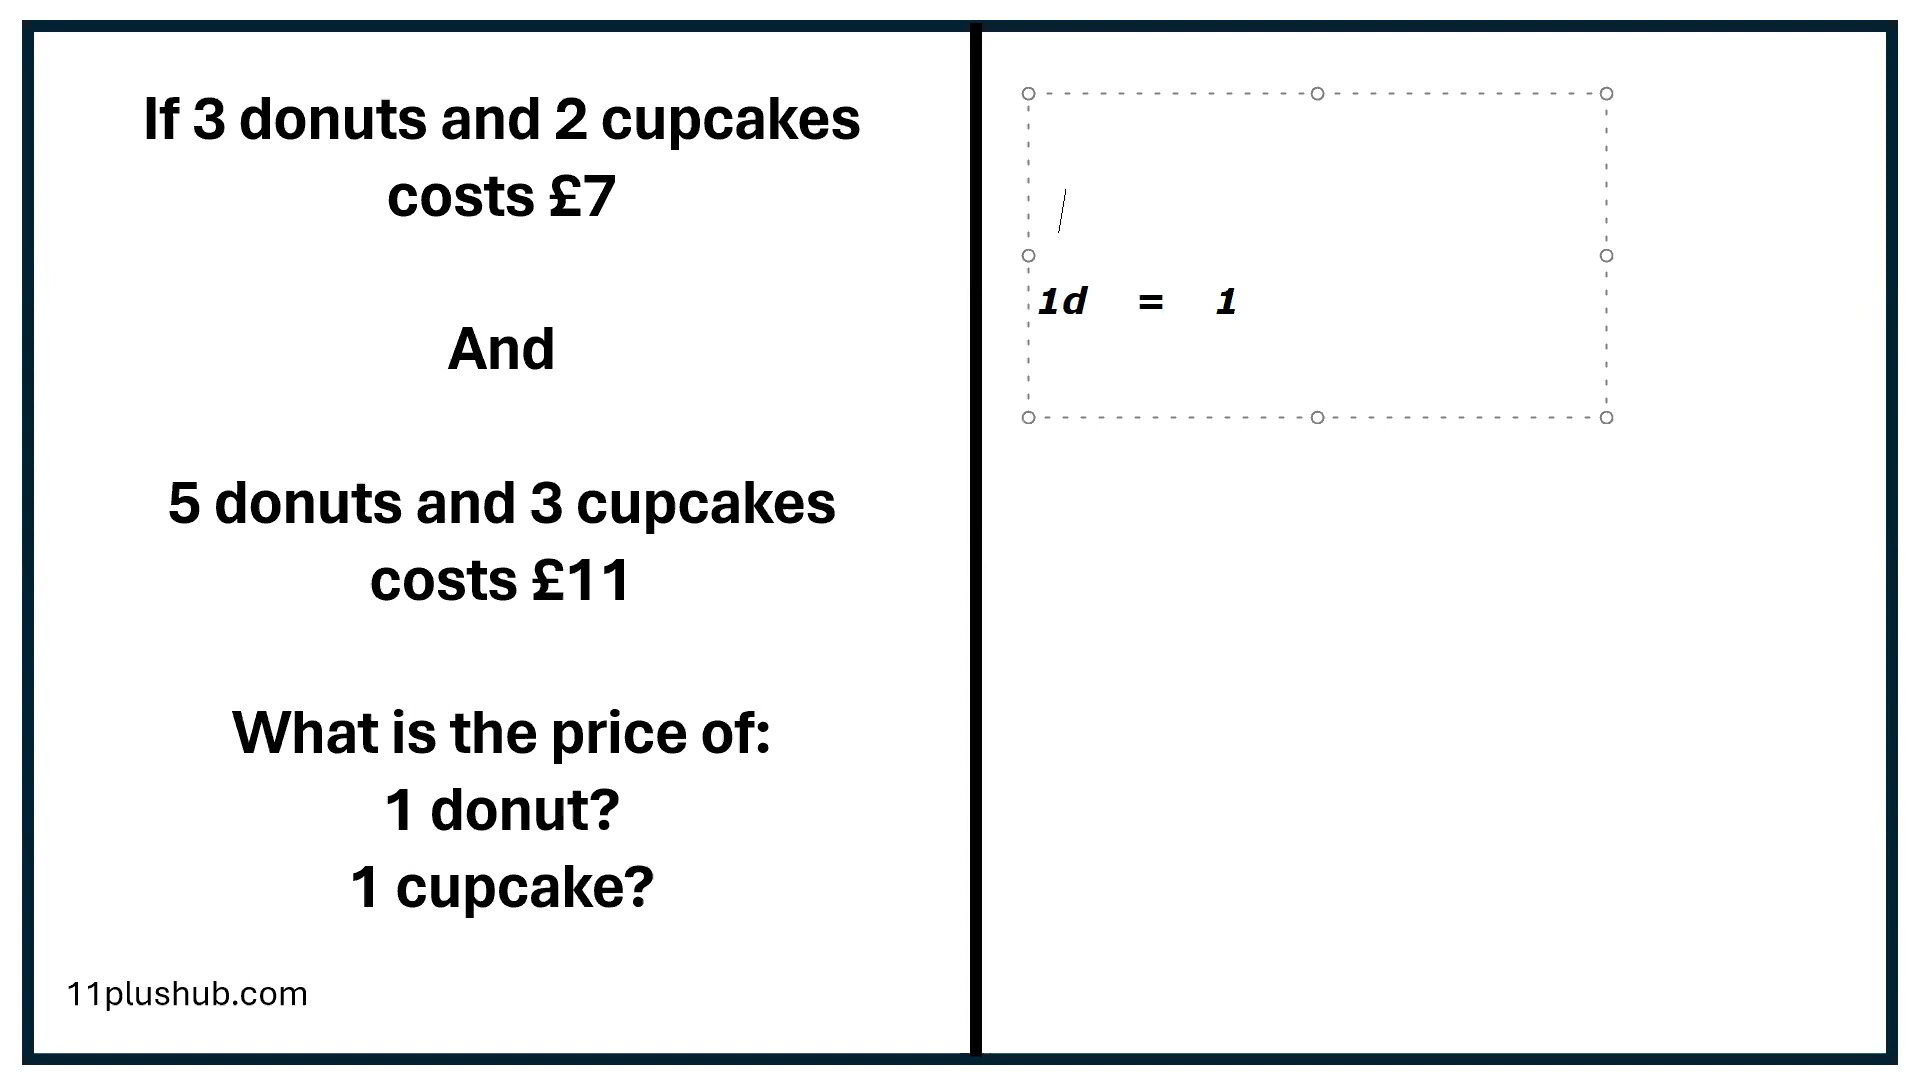 If 3 donuts and 2 cupcakes
costs £7
And
5 donuts and 3 cupcakes
costs £11
What is the price of:
1 donut?
1 cupcake?
11plushub.com
1d = 1